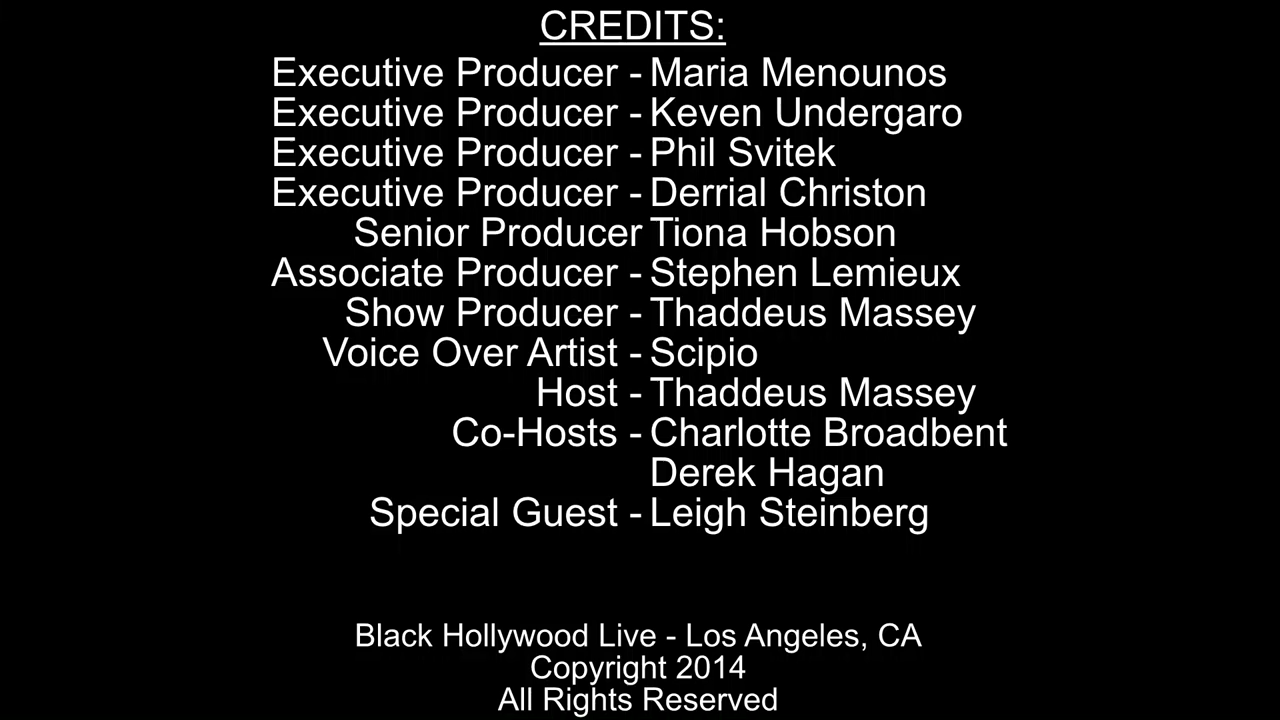 CREDITS:
Executive Producer - Maria Menounos
Executive Producer - Keven Undergaro
Executive Producer - Phil Svitek
Executive Producer - Derrial Christon
Senior Producer Tiona Hobson
Associate Producer - Stephen Lemieux
Show Producer - Thaddeus Massey
Voice Over Artist - Scipio
Host - Thaddeus Massey
Co-Hosts - Charlotte Broadbent
Derek Hagan
Special Guest - Leigh Steinberg
Black Hollywood Live - Los Angeles, CA
Copyright 2014
All Rights Reserved